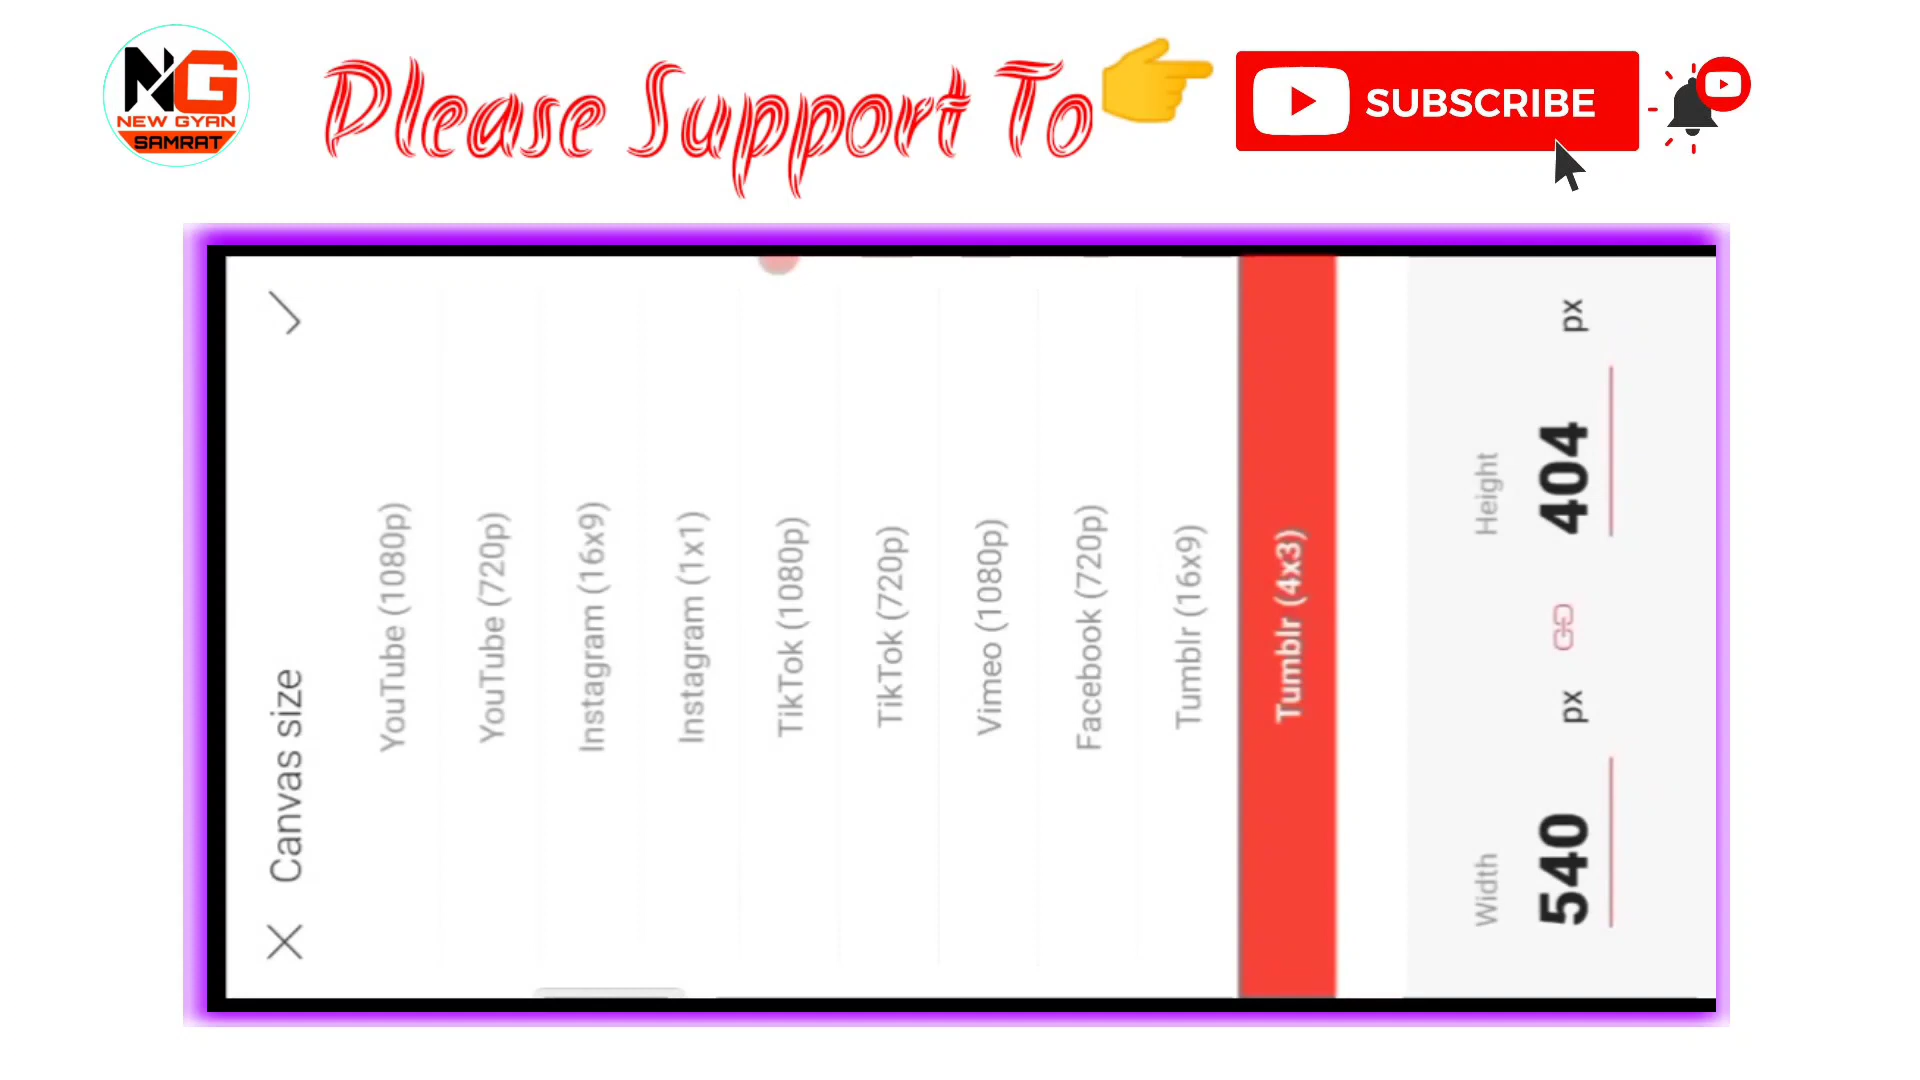 NG
NEW GYAN
SAMRAT
Please Support To
SUBSCRIBE
Canvas size
YouTube (1080p)
YouTube (720p)
Instagram (16x9)
Instagram (1x1)
TikTok (1080p)
TikTok (720p)
Vimeo (1080p)
Facebook (720p)
Tumblr (16x9)
Tumblr (4x3)
Width Height
540 px 404 px